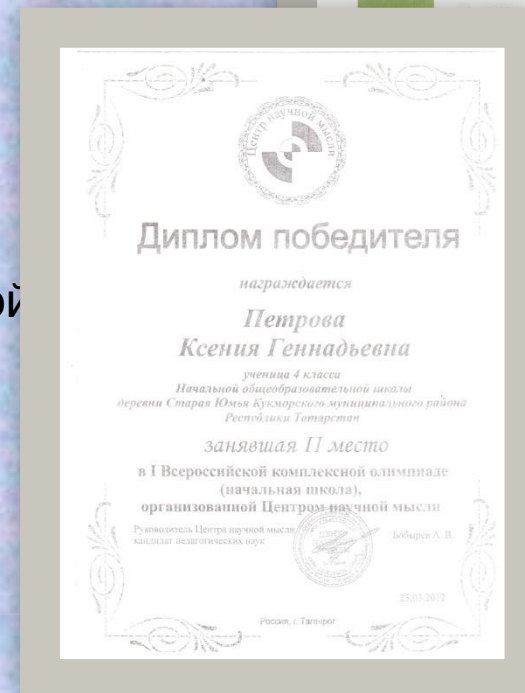 ой
Центр научной мысли
Диплом победителя
награждается
Петрова
Ксения Геннадьевна
ученица 4 класса
Начальной общеобразовательной школы
деревни Старая Юмья Кукморского муниципального района
Республики Татарстан
занявшая II место
в I Всероссийской комплексной олимпиаде
(начальная школа),
организованной Центром научной мысли
Руководитель Центра научной мысли
кандидат педагогических наук
Бобырев А. В.
25.03.2012
Россия, г. Таганрог